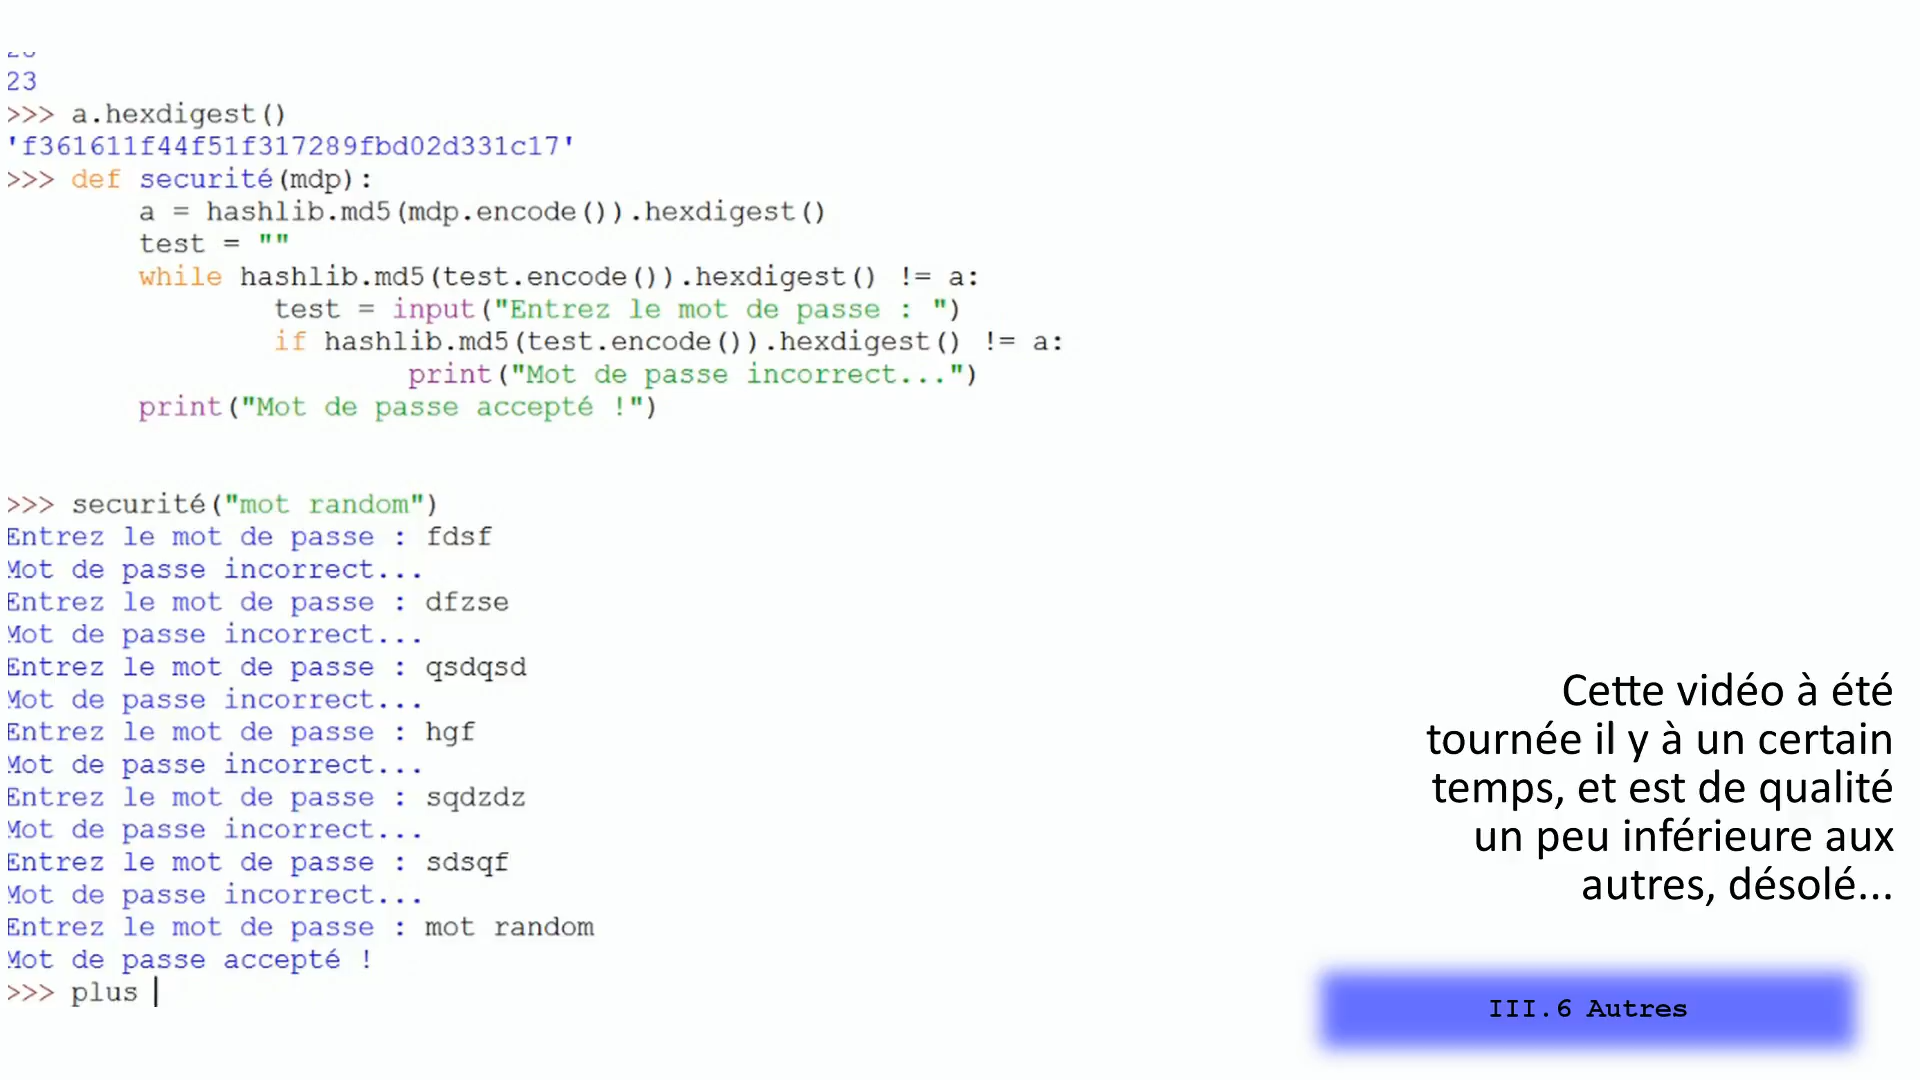 23
>>> a.hexdigest()
'f361611f44f51f317289fbd02d331c17'
>>> def securité(mdp):
a = hashlib.md5(mdp.encode()).hexdigest()
test = ""
while hashlib.md5(test.encode()).hexdigest() != a:
test = input("Entrez le mot de passe : ")
if hashlib.md5(test.encode()).hexdigest() != a:
print("Mot de passe incorrect...")
print("Mot de passe accepté !")
>>> securité("mot random")
Entrez le mot de passe : fdsf
Mot de passe incorrect...
Entrez le mot de passe : dfzse
Mot de passe incorrect...
Entrez le mot de passe : qsdqsd
Mot de passe incorrect...
Entrez le mot de passe : hgf
Mot de passe incorrect...
Entrez le mot de passe : sqdzdz
Mot de passe incorrect...
Entrez le mot de passe : sdsqf
Mot de passe incorrect...
Entrez le mot de passe : mot random
Mot de passe accepté !
>>> plus
Cette vidéo à été
tournée il y à un certain
temps, et est de qualité
un peu inférieure aux
autres, désolé...
III.6 Autres